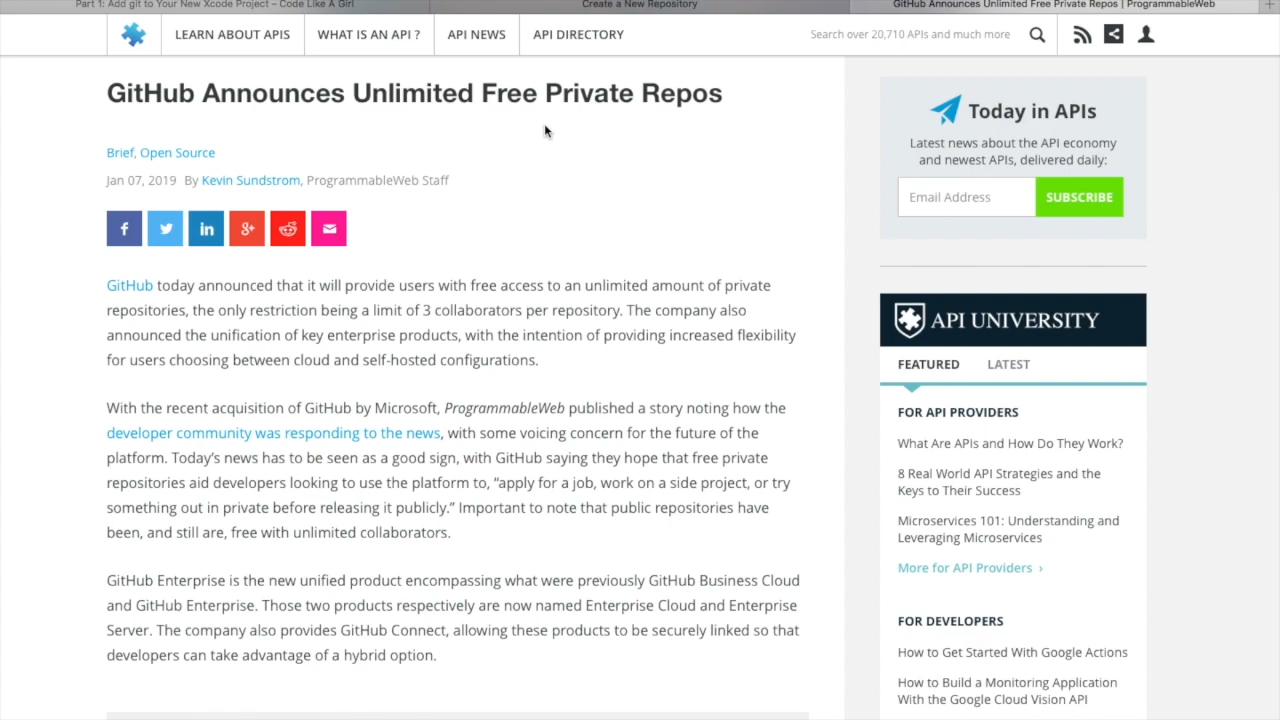 Part 1: Add git to Your New Xcode Project – Code Like A Girl
Create a New Repository
GitHub Announces Unlimited Free Private Repos | ProgrammableWeb
LEARN ABOUT APIS
WHAT IS AN API ?
API NEWS
API DIRECTORY
Search over 20,710 APIs and much more
GitHub Announces Unlimited Free Private Repos
Brief, Open Source
Jan 07, 2019 By Kevin Sundstrom, ProgrammableWeb Staff
GitHub today announced that it will provide users with free access to an unlimited amount of private
repositories, the only restriction being a limit of 3 collaborators per repository. The company also
announced the unification of key enterprise products, with the intention of providing increased flexibility
for users choosing between cloud and self-hosted configurations.
With the recent acquisition of GitHub by Microsoft, ProgrammableWeb published a story noting how the
developer community was responding to the news, with some voicing concern for the future of the
platform. Today's news has to be seen as a good sign, with GitHub saying they hope that free private
repositories aid developers looking to use the platform to, “apply for a job, work on a side project, or try
something out in private before releasing it publicly.” Important to note that public repositories have
been, and still are, free with unlimited collaborators.
GitHub Enterprise is the new unified product encompassing what were previously GitHub Business Cloud
and GitHub Enterprise. Those two products respectively are now named Enterprise Cloud and Enterprise
Server. The company also provides GitHub Connect, allowing these products to be securely linked so that
developers can take advantage of a hybrid option.
Today in APIs
Latest news about the API economy
and newest APIs, delivered daily:
Email Address
SUBSCRIBE
API UNIVERSITY
FEATURED
LATEST
FOR API PROVIDERS
What Are APIs and How Do They Work?
8 Real World API Strategies and the
Keys to Their Success
Microservices 101: Understanding and
Leveraging Microservices
More for API Providers ›
FOR DEVELOPERS
How to Get Started With Google Actions
How to Build a Monitoring Application
With the Google Cloud Vision API